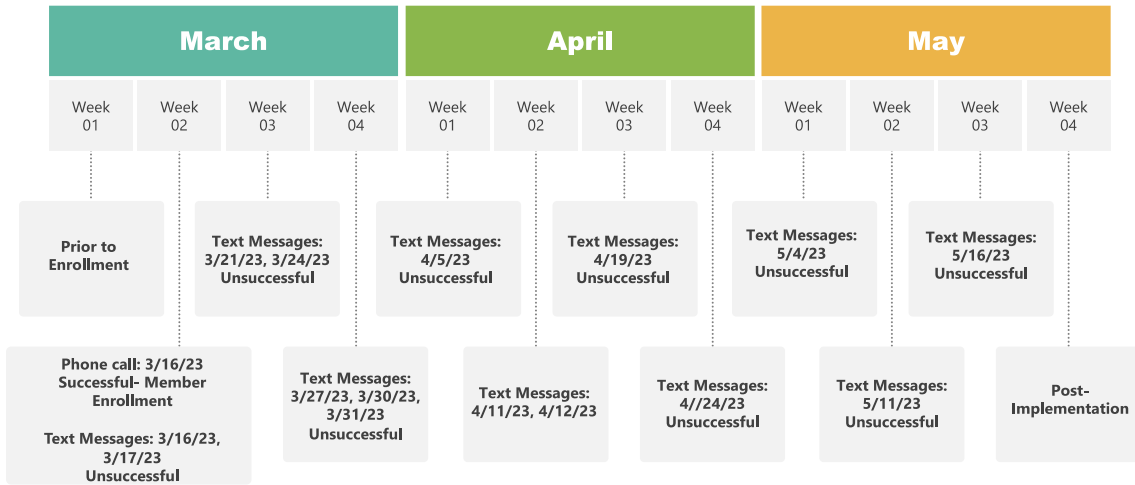 March
April
May
Week
01
Week
02
Week
03
Week
04
Week
01
Week
02
Week
03
Week
04
Week
01
Week
02
Week
03
Week
04
Prior to
Enrollment
Text Messages:
3/21/23, 3/24/23
Unsuccessful
Text Messages:
4/5/23
Unsuccessful
Text Messages:
4/19/23
Unsuccessful
Text Messages:
5/4/23
Unsuccessful
Text Messages:
5/16/23
Unsuccessful
Phone call: 3/16/23
Successful- Member
Enrollment
Text Messages: 3/16/23,
3/17/23
Unsuccessful
Text Messages:
3/27/23, 3/30/23,
3/31/23
Unsuccessful
Text Messages:
4/11/23, 4/12/23
Text Messages:
4//24/23
Unsuccessful
Text Messages:
5/11/23
Unsuccessful
Post-
Implementation